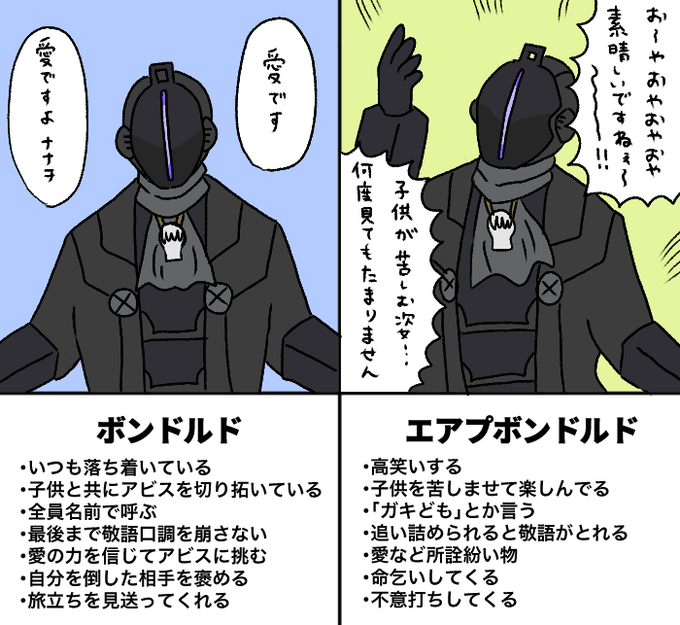 愛です
愛ですよ ナナチ
お〜やおやおやおや
素晴しいですねぇ〜
〜〜〜!!
子供が苦しむ姿…
何度見てもたまりません
ボンドルド
・いつも落ち着いている
・子供と共にアビスを切り拓いている
・全員名前で呼ぶ
・最後まで敬語口調を崩さない
・愛の力を信じてアビスに挑む
・自分を倒した相手を褒める
・旅立ちを見送ってくれる
エアプボンドルド
・高笑いする
・子供を苦しませて楽しんでる
・「ガキども」とか言う
・追い詰められると敬語がとれる
・愛など所詮紛い物
・命乞いしてくる
・不意打ちしてくる